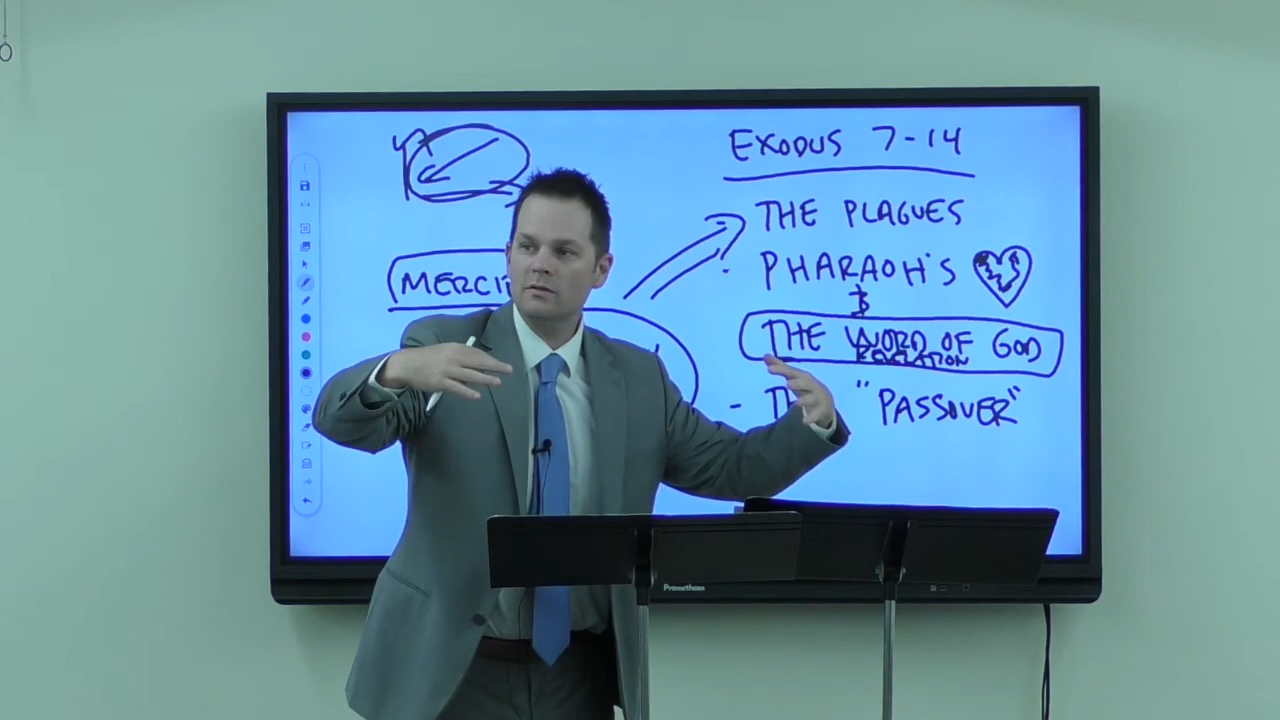 EXODUS 7-14
THE PLAGUES
PHARAOH'S
&
THE WORD OF GOD
REVELATION
"PASSOVER"
Promethean